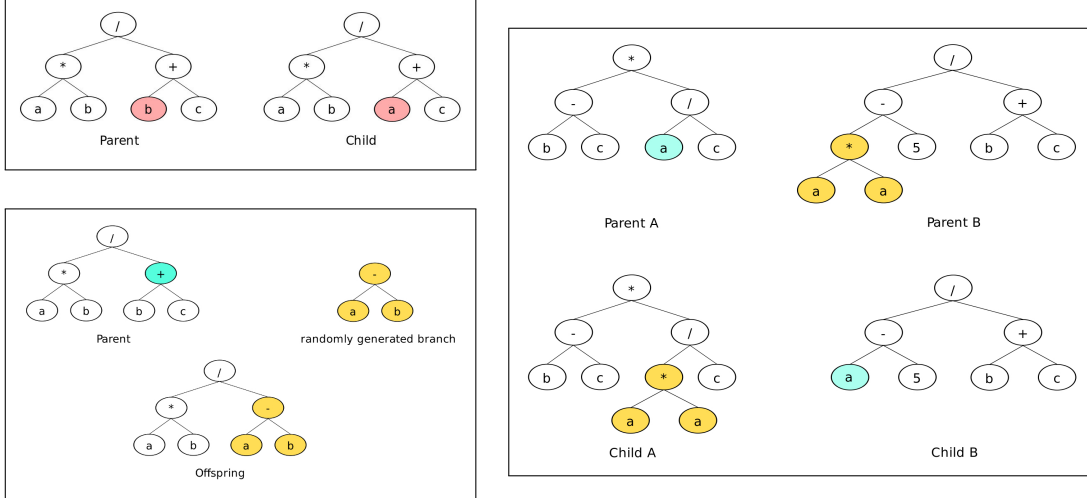 / /
* + * +
a b b c a b a c
Parent Child
/
* + -
a b b c a b
Parent randomly generated branch
/
* -
a b a b
Offspring
* /
- / - +
b c a c * 5 b c
a a
Parent A Parent B
* /
- / - +
b c * c a 5 b c
a a
Child A Child B